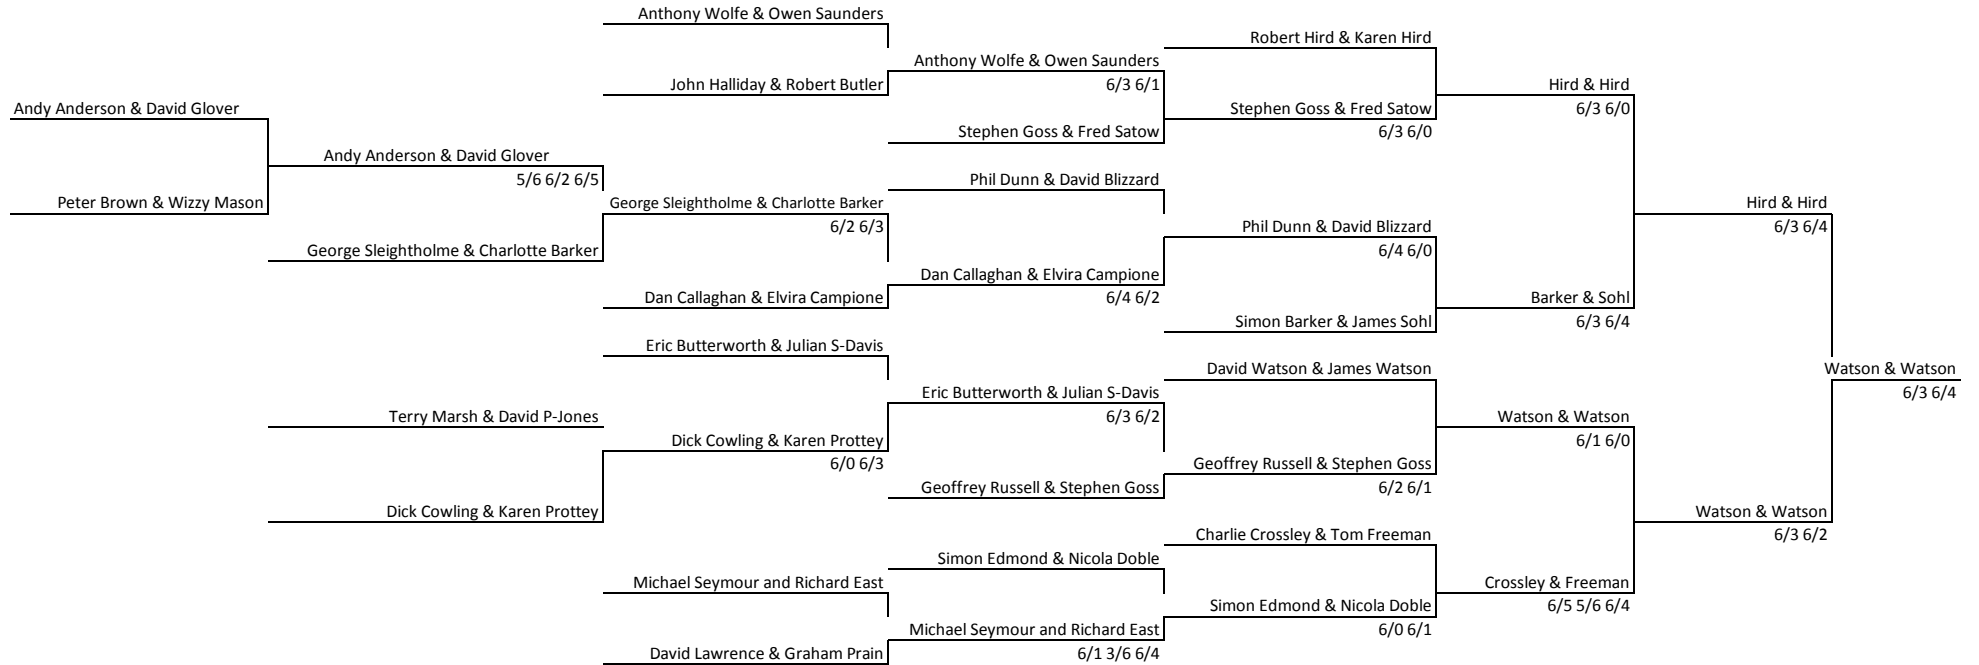 Anthony Wolfe & Owen Saunders
Robert Hird & Karen Hird
Anthony Wolfe & Owen Saunders
John Halliday & Robert Butler
6/3 6/1
Hird & Hird
Andy Anderson & David Glover
Stephen Goss & Fred Satow
6/3 6/0
Stephen Goss & Fred Satow
6/3 6/0
Andy Anderson & David Glover
5/6 6/2 6/5
Phil Dunn & David Blizzard
Peter Brown & Wizzy Mason
George Sleightholme & Charlotte Barker
Hird & Hird
6/2 6/3
Phil Dunn & David Blizzard
6/3 6/4
George Sleightholme & Charlotte Barker
6/4 6/0
Dan Callaghan & Elvira Campione
Dan Callaghan & Elvira Campione
6/4 6/2
Barker & Sohl
Simon Barker & James Sohl
6/3 6/4
Eric Butterworth & Julian S-Davis
David Watson & James Watson
Watson & Watson
Eric Butterworth & Julian S-Davis
6/3 6/4
Terry Marsh & David P-Jones
6/3 6/2
Watson & Watson
Dick Cowling & Karen Prottey
6/1 6/0
6/0 6/3
Geoffrey Russell & Stephen Goss
Geoffrey Russell & Stephen Goss
6/2 6/1
Dick Cowling & Karen Prottey
Watson & Watson
Charlie Crossley & Tom Freeman
6/3 6/2
Simon Edmond & Nicola Doble
Michael Seymour and Richard East
Crossley & Freeman
Simon Edmond & Nicola Doble
6/5 5/6 6/4
Michael Seymour and Richard East
6/0 6/1
David Lawrence & Graham Prain
6/1 3/6 6/4